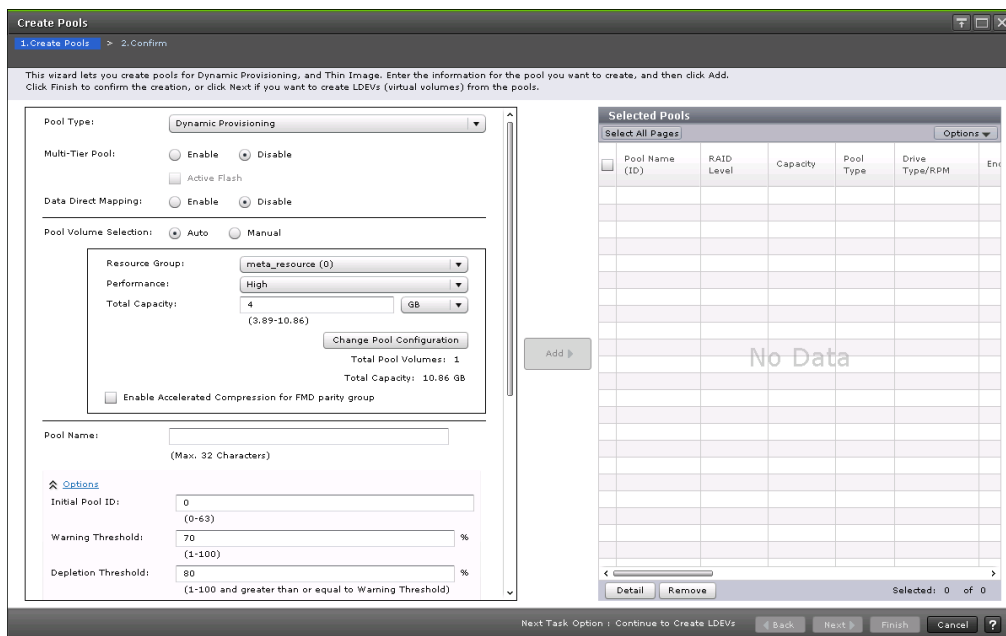 Create Pools
1.Create Pools > 2.Confirm
This wizard lets you create pools for Dynamic Provisioning, and Thin Image. Enter the information for the pool you want to create, and then click Add.
Click Finish to confirm the creation, or click Next if you want to create LDEVs (virtual volumes) from the pools.
Pool Type: Dynamic Provisioning
Multi-Tier Pool: Enable Disable
Active Flash
Data Direct Mapping: Enable Disable
Pool Volume Selection: Auto Manual
Resource Group: meta_resource (0)
Performance: High
Total Capacity: 4 GB
(3.89-10.86)
Change Pool Configuration
Total Pool Volumes: 1
Total Capacity: 10.86 GB
Enable Accelerated Compression for FMD parity group
Pool Name:
(Max. 32 Characters)
Options
Initial Pool ID: 0
(0-63)
Warning Threshold: 70 %
(1-100)
Depletion Threshold: 80 %
(1-100 and greater than or equal to Warning Threshold)
Add
Selected Pools
Select All Pages Options
Pool Name (ID) RAID Level Capacity Pool Type Drive Type/RPM Enc
No Data
Detail Remove Selected: 0 of 0
Next Task Option : Continue to Create LDEVs Back Next Finish Cancel ?